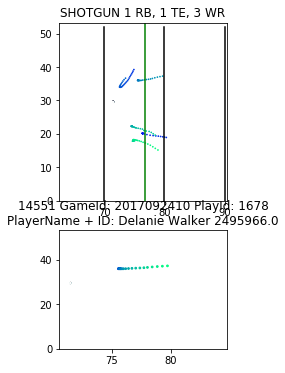 SHOTGUN 1 RB, 1 TE, 3 WR
50
40
30
20
10
0
70 80 90
14551 GameId: 2017092410 PlayId: 1678
PlayerName + ID: Delanie Walker 2495966.0
40
20
0
75 80